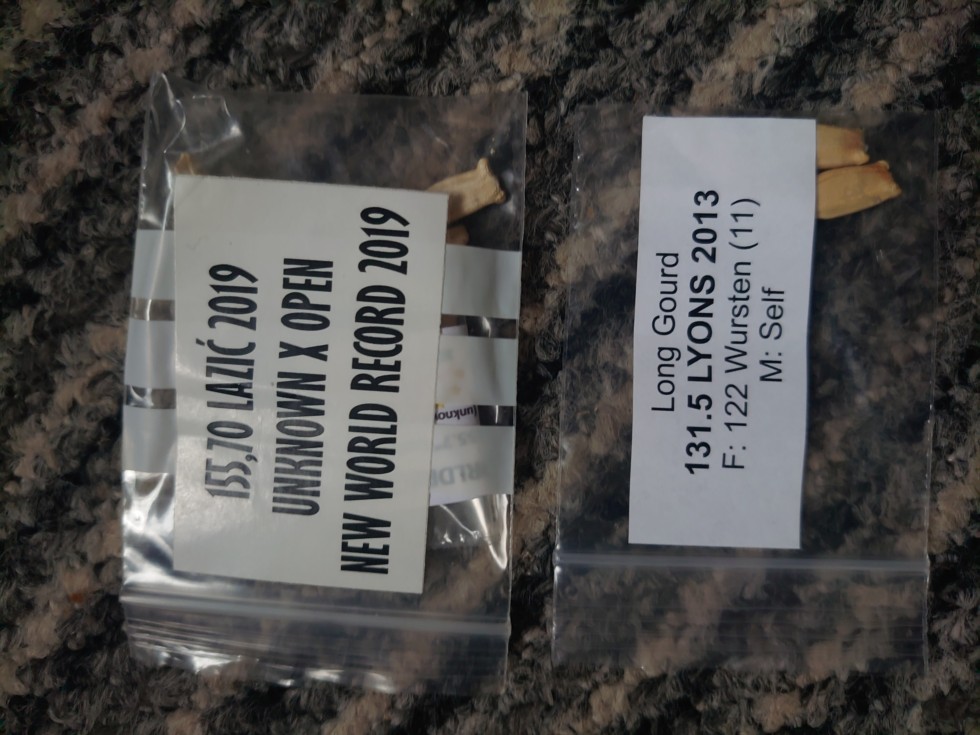 155,70 LAZIĆ 2019
UNKNOWN X OPEN
NEW WORLD RECORD 2019
Long Gourd
131.5 LYONS 2013
F: 122 Wursten (11)
M: Self